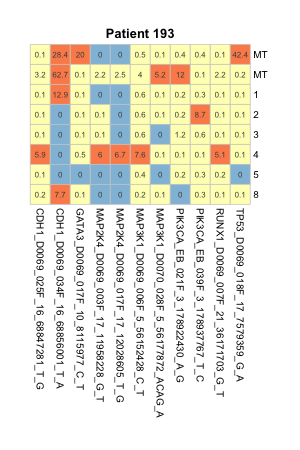 Patient 193
0.1 28.4 20 0 0 0.5 0.1 0.4 0.4 0.1 42.4 MT
3.2 62.7 0.1 2.2 2.5 4 5.2 12 0.1 2.2 0.2 MT
0.1 12.9 0.1 0 0 0.6 0.1 0.2 0.3 0.1 0.1 1
0.1 0 0.1 0.1 0 0.6 0.1 0.2 8.7 0.1 0.1 2
0.1 0 0.1 0.1 0 0.6 0 1.2 0.6 0.1 0.1 3
5.9 0 0.5 6 6.7 7.6 0.1 0.1 0.1 5.1 0.1 4
0.1 0 0.1 0 0 0.4 0.1 0.3 0.2 0.2 0 5
0.2 7.7 0.1 0 0 0.2 0.1 0 0.3 0.1 0.1 8
CDH1_D0069_025F_16_68847281_T_G
CDH1_D0069_034F_16_68856001_T_A
GATA3_D0069_017F_10_8115977_C_T
MAP2K4_D0069_003F_17_11958228_G_T
MAP2K4_D0069_017F_17_12028605_T_G
MAP3K1_D0069_006F_5_56152428_C_T
MAP3K1_D0070_028F_5_56177872_ACAG_A
PIK3CA_EB_021F_3_178922430_A_G
PIK3CA_EB_039F_3_178937767_T_C
RUNX1_D0069_007F_21_36171703_G_T
TP53_D0069_018F_17_7579359_G_A